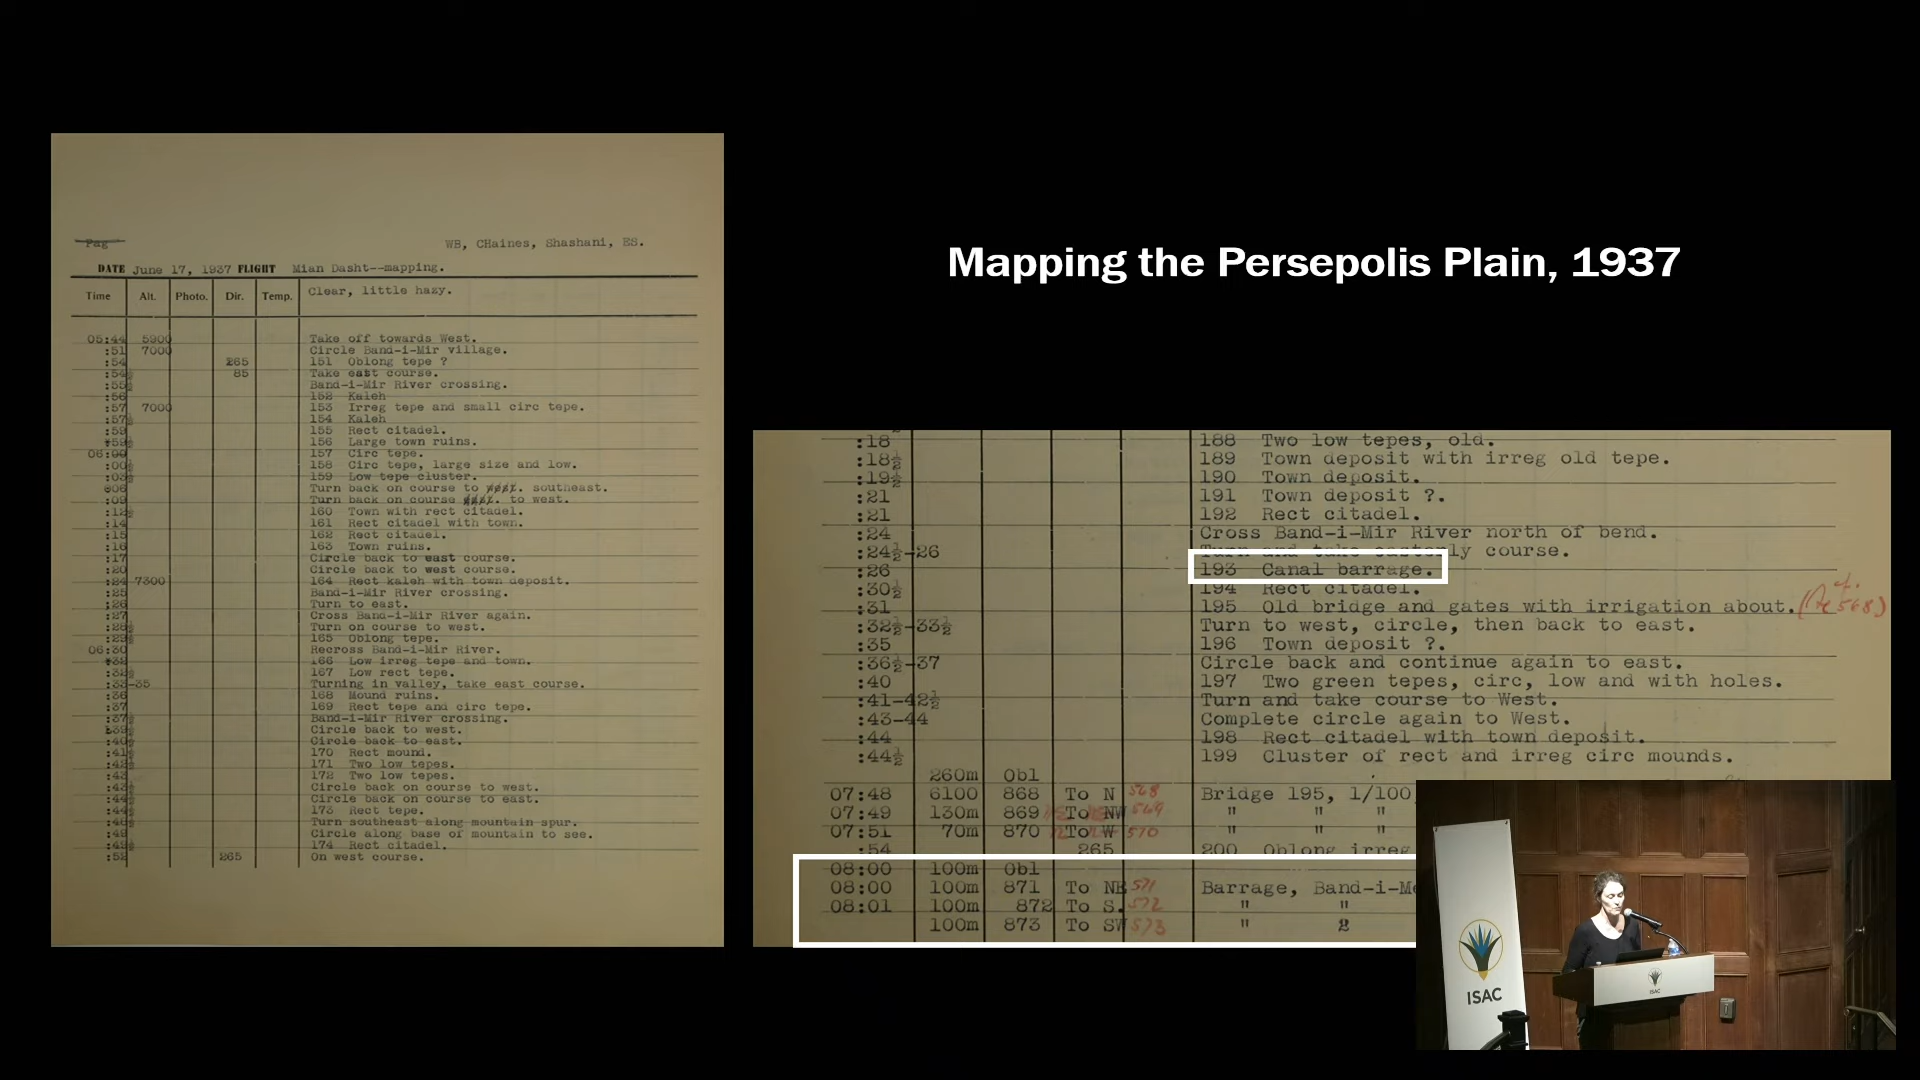 Mapping the Persepolis Plain, 1937
Pag
WB, CHaines, Shashani, ES.
DATE June 17, 1937 FLIGHT Mian Dasht--mapping.
Time Alt. Photo. Dir. Temp. Clear, little hazy.
05:44 5900 Take off towards West.
:51 7000 Circle Band-i-Mir village.
:54 265 151 Oblong tepe ?
:54½ 85 Take east course.
:55½ Band-i-Mir River crossing.
:56 152 Kaleh
:57 7000 153 Irreg tepe and small circ tepe.
:57½ 154 Kaleh
:59 155 Rect citadel.
:59½ 156 Large town ruins.
06:00 157 Circ tepe.
:00½ 158 Circ tepe, large size and low.
:03½ 159 Low tepe cluster.
:06 Turn back on course to southeast.
:09 Turn back on course to west.
:12½ 160 Town with rect citadel.
:14 161 Rect citadel with town.
:15 162 Rect citadel.
:16 163 Town ruins.
:17 Circle back to east course.
:20 Circle back to west course.
:24 7300 164 Rect kaleh with town deposit.
:25 Band-i-Mir River crossing.
:26 Turn to east.
:27 Cross Band-i-Mir River again.
:28½ Turn on course to west.
:29½ 165 Oblong tepe.
06:30 Recross Band-i-Mir River.
166 Low irreg tepe and town.
:32½ 167 Low rect tepe.
:33-35 Turning in valley, take east course.
:36 168 Mound ruins.
:37 169 Rect tepe and circ tepe.
:37½ Band-i-Mir River crossing.
:39½ Circle back to west.
:40½ Circle back to east.
:41½ 170 Rect mound.
:42½ 171 Two low tepes.
:43 172 Two low tepes.
:43½ Circle back on course to west.
:44½ Circle back on course to east.
:44½ 173 Rect tepe.
:48½ Turn southeast along mountain spur.
:49 Circle along base of mountain to see.
:49½ 174 Rect citadel.
:52 265 On west course.
:18 188 Two low tepes, old.
:18½ 189 Town deposit with irreg old tepe.
:19½ 190 Town deposit.
:21 191 Town deposit ?.
:21 192 Rect citadel.
:24 Cross Band-i-Mir River north of bend.
:24½-26 Turn and take easterly course.
:26 193 Canal barrage.
:30½ 194 Rect citadel.
:31 195 Old bridge and gates with irrigation about. 568)
:32½-33½ Turn to west, circle, then back to east.
:35 196 Town deposit ?.
:36½-37 Circle back and continue again to east.
:40 197 Two green tepes, circ, low and with holes.
:41-42½ Turn and take course to West.
:43-44 Complete circle again to West.
:44 198 Rect citadel with town deposit.
:44½ 199 Cluster of rect and irreg circ mounds.
260m Obl
07:48 6100 868 To N 568 Bridge 195, 1/100
07:49 130m 869 To NW 569 " " "
07:51 70m 870 To W 570 " " "
:54 265 200 Oblong irreg
08:00 100m Obl
08:00 100m 871 To NE 571 Barrage, Band-i-
08:01 100m 872 To S. 572 " "
100m 873 To SW 573 " 2
ISAC
ISAC